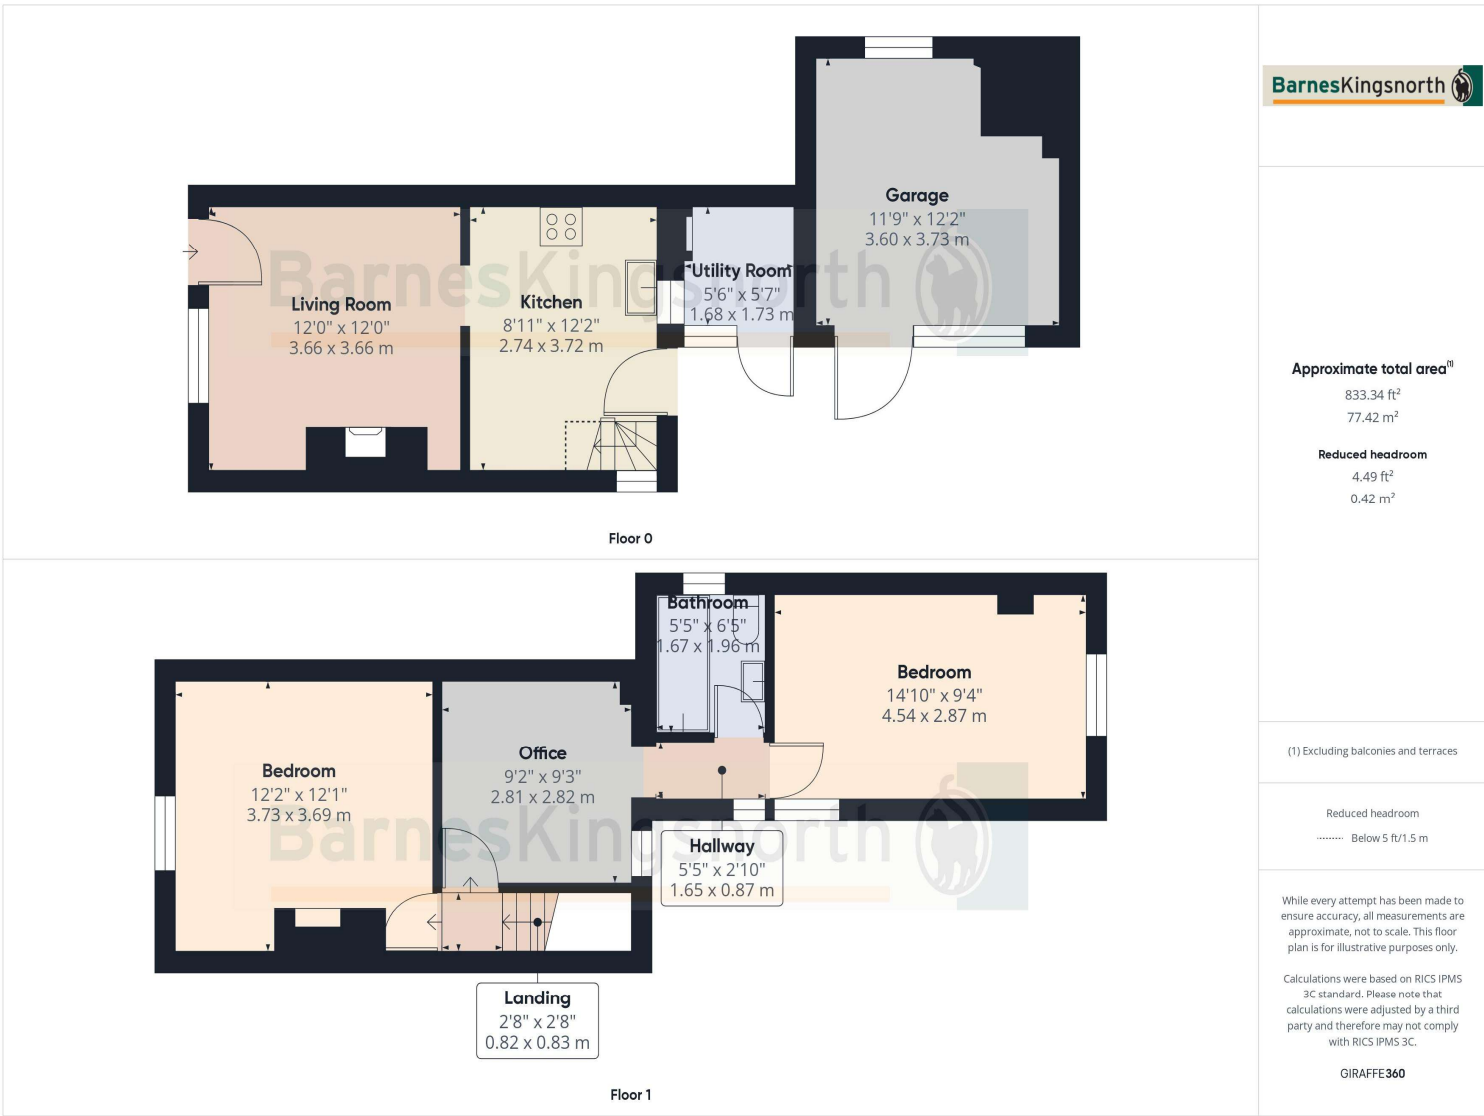 Garage
11'9" x 12'2"
3.60 x 3.73 m
Living Room
12'0" x 12'0"
3.66 x 3.66 m
Kitchen
8'11" x 12'2"
2.74 x 3.72 m
Utility Room
5'6" x 5'7"
1.68 x 1.73 m
BarnesKingsnorth
Floor 0
Bathroom
5'5" x 6'5"
1.67 x 1.96 m
Bedroom
14'10" x 9'4"
4.54 x 2.87 m
Office
9'2" x 9'3"
2.81 x 2.82 m
Bedroom
12'2" x 12'1"
3.73 x 3.69 m
BarnesKingsnorth
Hallway
5'5" x 2'10"
1.65 x 0.87 m
Landing
2'8" x 2'8"
0.82 x 0.83 m
Floor 1
BarnesKingsnorth
Approximate total area(1)
833.34 ft²
77.42 m²
Reduced headroom
4.49 ft²
0.42 m²
(1) Excluding balconies and terraces
Reduced headroom
Below 5 ft/1.5 m
While every attempt has been made to
ensure accuracy, all measurements are
approximate, not to scale. This floor
plan is for illustrative purposes only.
Calculations were based on RICS IPMS
3C standard. Please note that
calculations were adjusted by a third
party and therefore may not comply
with RICS IPMS 3C.
GIRAFFE360